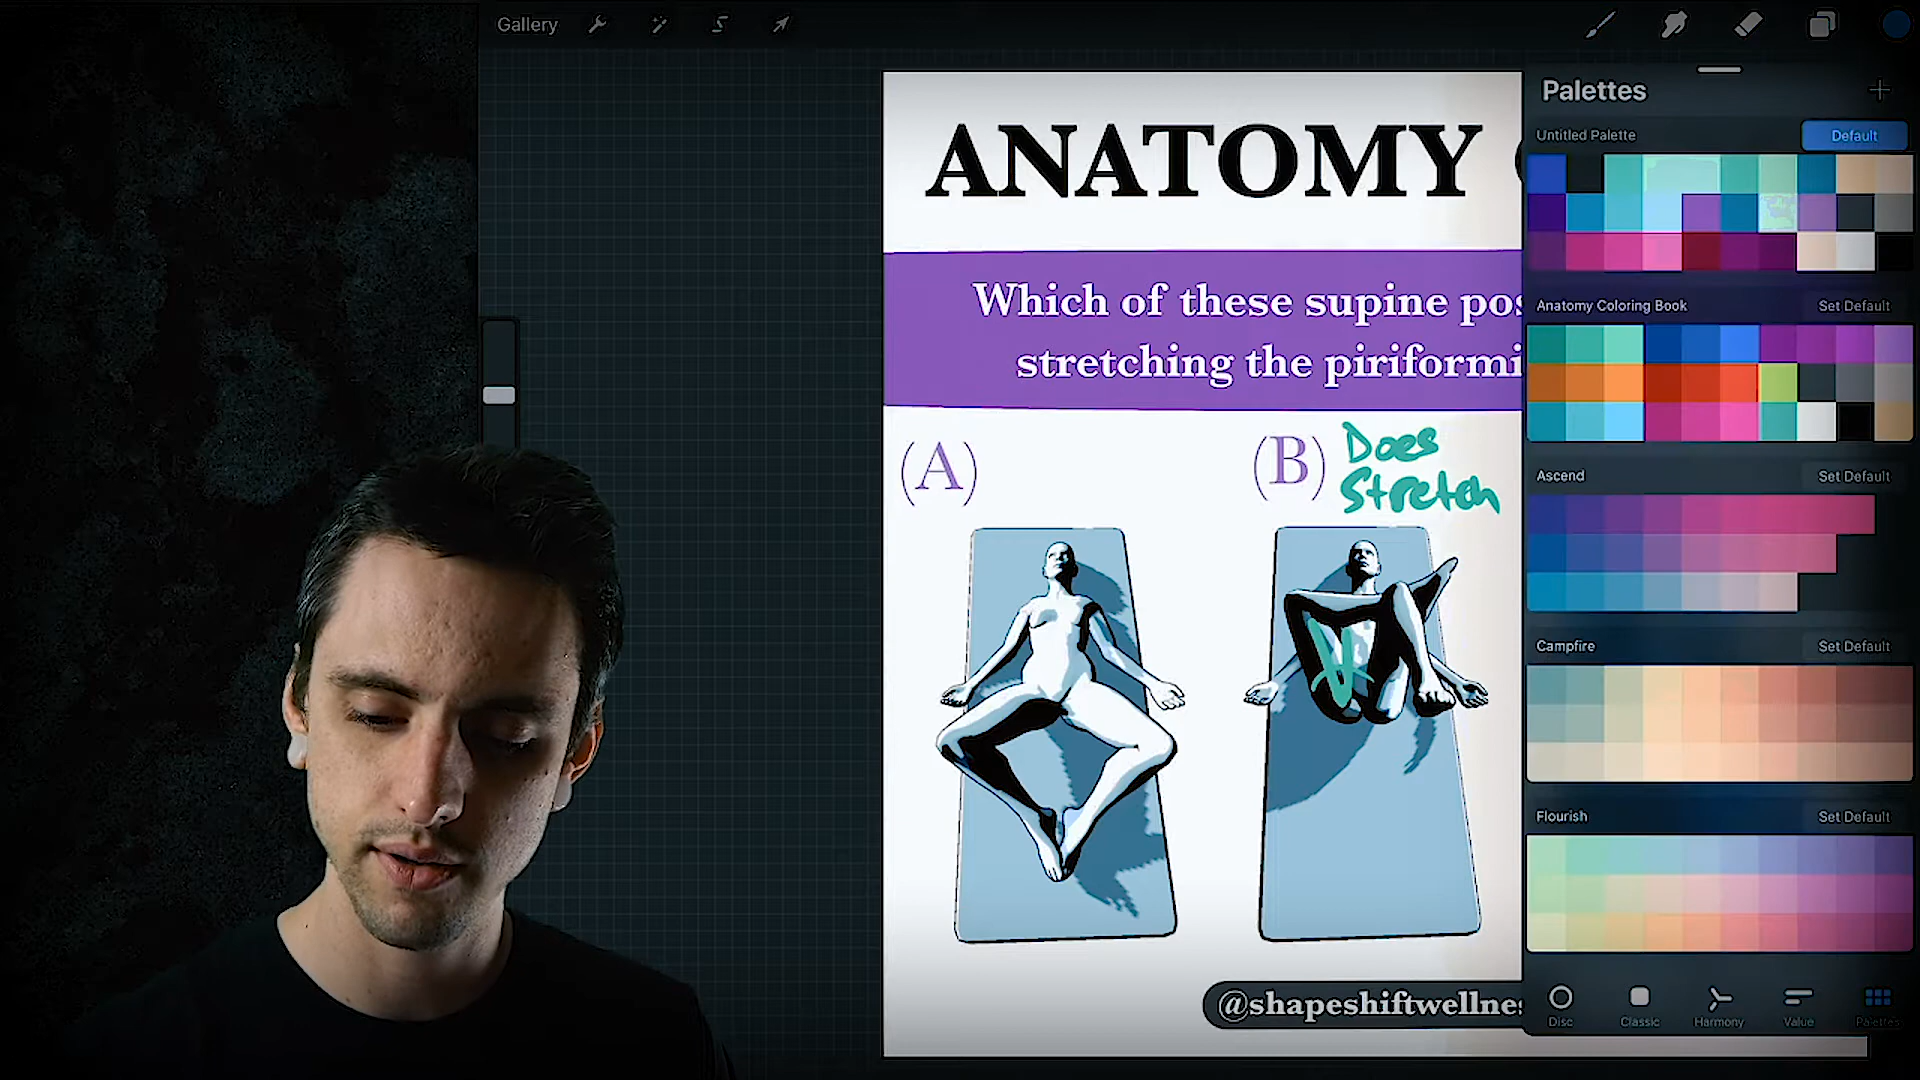 Gallery
Palettes
ANATOMY
Untitled Palette
Default
Which of these supine pos
stretching the piriformi
Anatomy Coloring Book
Set Default
(A)
(B)
Does
Stretch
Ascend
Set Default
Campfire
Set Default
Flourish
Set Default
@shapeshiftwellnes
Disc
Classic
Harmony
Value
Palettes